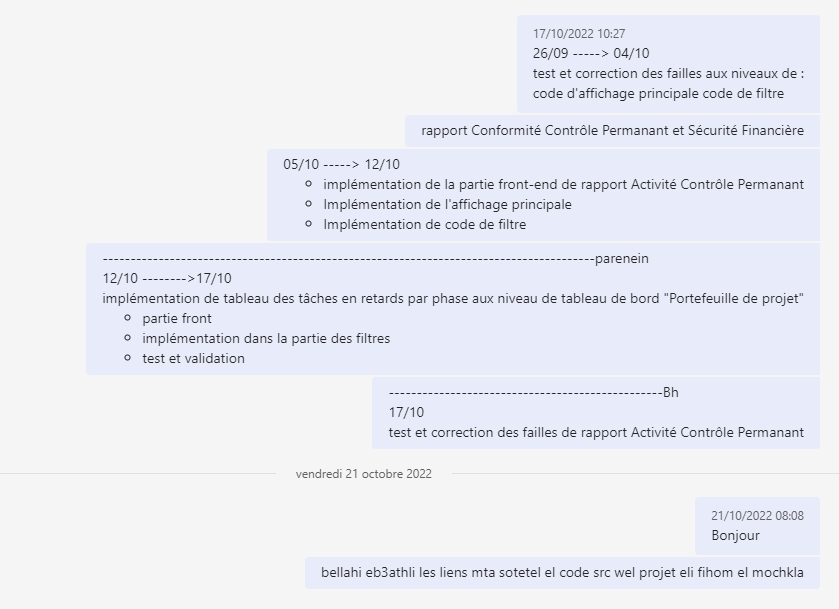 17/10/2022 10:27
26/09 -----> 04/10
test et correction des failles aux niveaux de :
code d'affichage principale code de filtre
rapport Conformité Contrôle Permanant et Sécurité Financière
05/10 -----> 12/10
implémentation de la partie front-end de rapport Activité Contrôle Permanant
Implémentation de l'affichage principale
Implémentation de code de filtre
----------------------------------------------------------------------------------------parenein
12/10 -------->17/10
implémentation de tableau des tâches en retards par phase aux niveau de tableau de bord "Portefeuille de projet"
partie front
implémentation dans la partie des filtres
test et validation
-------------------------------------------------Bh
17/10
test et correction des failles de rapport Activité Contrôle Permanant
vendredi 21 octobre 2022
21/10/2022 08:08
Bonjour
bellahi eb3athli les liens mta sotetel el code src wel projet eli fihom el mochkla